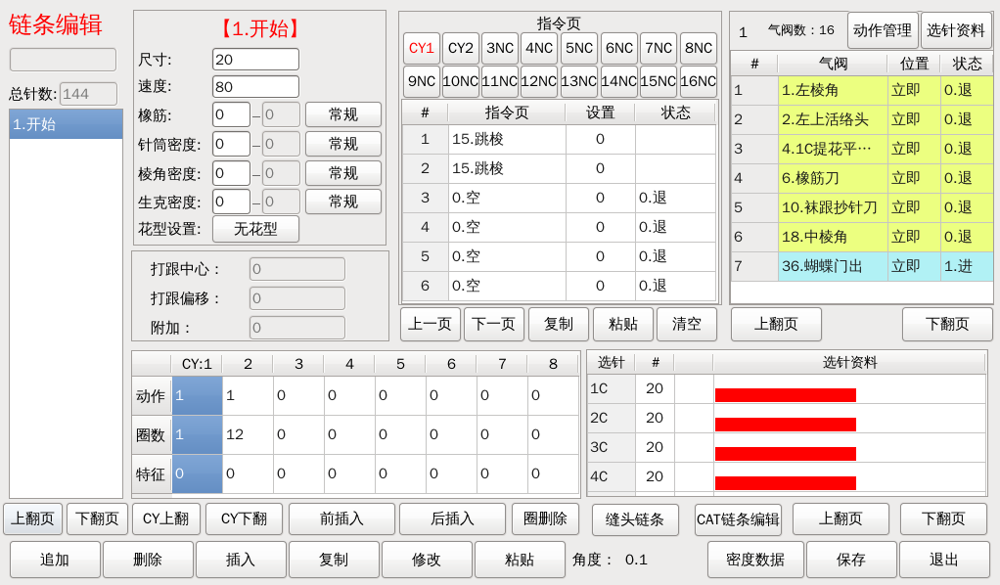 链条编辑
总针数: 144
1.开始
【1.开始】
尺寸: 20
速度: 80
橡筋: 0 – 0 常规
针筒密度: 0 – 0 常规
棱角密度: 0 – 0 常规
生克密度: 0 – 0 常规
花型设置: 无花型
打跟中心： 0
打跟偏移： 0
附加： 0
指令页
CY1 CY2 3NC 4NC 5NC 6NC 7NC 8NC
9NC 10NC 11NC 12NC 13NC 14NC 15NC 16NC
# 指令页 设置 状态
1 15.跳梭 0
2 15.跳梭 0
3 0.空 0 0.退
4 0.空 0 0.退
5 0.空 0 0.退
6 0.空 0 0.退
上一页 下一页 复制 粘贴 清空
1 气阀数：16 动作管理 选针资料
# 气阀 位置 状态
1 1.左棱角 立即 0.退
2 2.左上活络头 立即 0.退
3 4.1C提花平⋯ 立即 0.退
4 6.橡筋刀 立即 0.退
5 10.袜跟抄针刀 立即 0.退
6 18.中棱角 立即 0.退
7 36.蝴蝶门出 立即 1.进
上翻页 下翻页
CY:1 2 3 4 5 6 7 8
动作 1 1 0 0 0 0 0 0
圈数 1 12 0 0 0 0 0 0
特征 0 0 0 0 0 0 0 0
选针 # 选针资料
1C 20
2C 20
3C 20
4C 20
上翻页 下翻页 CY上翻 CY下翻 前插入 后插入 圈删除 缝头链条 CAT链条编辑 上翻页 下翻页
追加 删除 插入 复制 修改 粘贴 角度： 0.1 密度数据 保存 退出